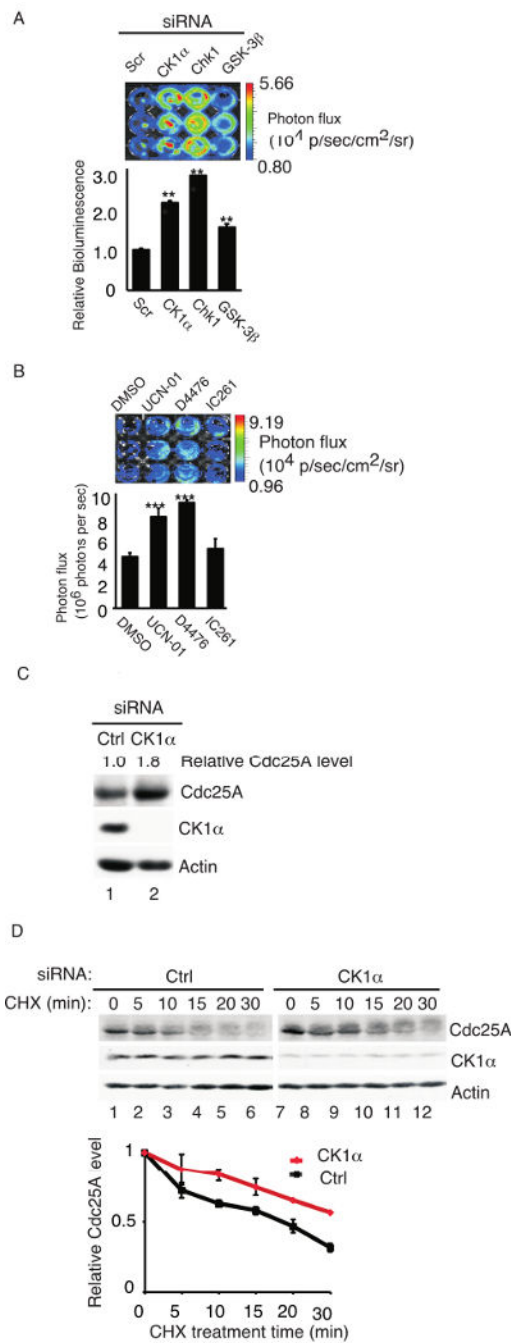 A
siRNA
Scr CK1α Chk1 GSK-3β
5.66
Photon flux
(10⁴ p/sec/cm²/sr)
0.80
Relative Bioluminescence
3.0
2.0
1.0
** ** **
Scr CK1α Chk1 GSK-3β
B
DMSO UCN-01 D4476 IC261
9.19
Photon flux
(10⁴ p/sec/cm²/sr)
0.96
Photon flux
(10⁶ photons per sec)
10
8
6
4
2
0
*** ***
DMSO UCN-01 D4476 IC261
C
siRNA
Ctrl CK1α
1.0 1.8 Relative Cdc25A level
Cdc25A
CK1α
Actin
1 2
D
siRNA: Ctrl CK1α
CHX (min): 0 5 10 15 20 30 0 5 10 15 20 30
Cdc25A
CK1α
Actin
1 2 3 4 5 6 7 8 9 10 11 12
Relative Cdc25A evel
1
0.5
0
CK1α
Ctrl
0 5 10 15 20 30
CHX treatment time (min)